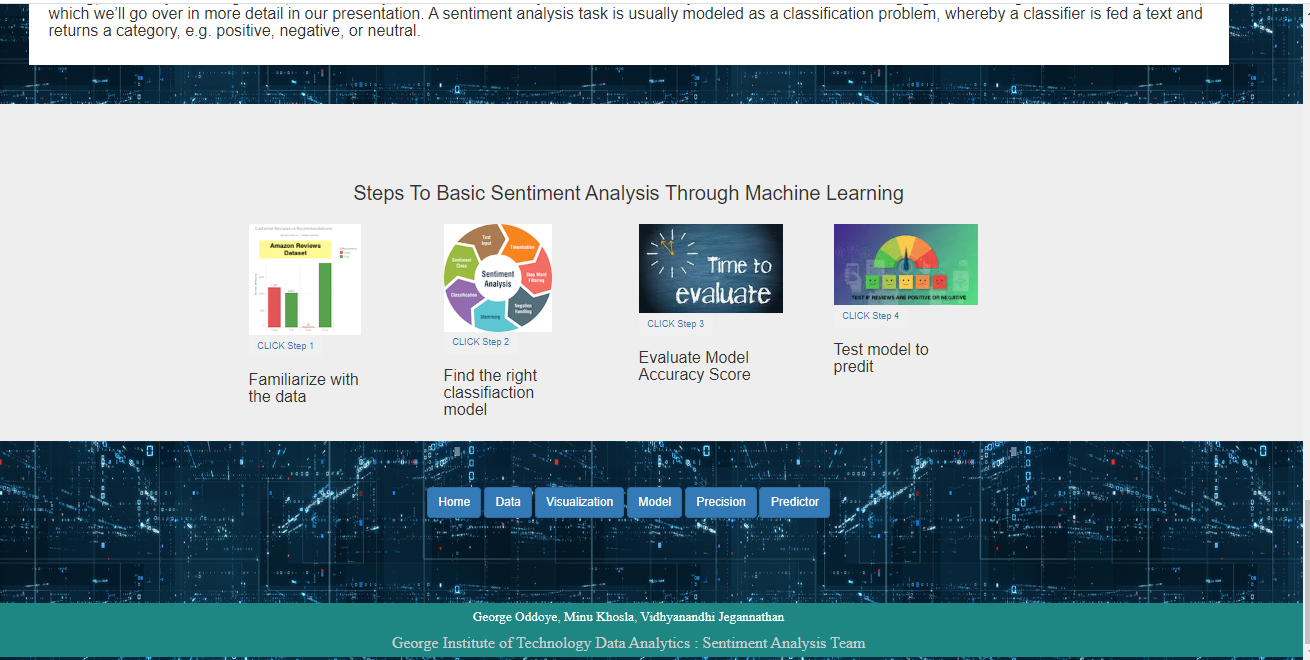 which we'll go over in more detail in our presentation. A sentiment analysis task is usually modeled as a classification problem, whereby a classifier is fed a text and
returns a category, e.g. positive, negative, or neutral.
Steps To Basic Sentiment Analysis Through Machine Learning
Customer Reviews vs Recommendations
Amazon Reviews
Dataset
CLICK Step 1
Familiarize with
the data
Text
Input
Tokenization
Stop Word
Filtering
Negation
Handling
Stemming
Classification
Sentiment
Class
Sentiment
Analysis
CLICK Step 2
Find the right
classifiaction
model
Time to
evaluate
CLICK Step 3
Evaluate Model
Accuracy Score
TEST IF REVIEWS ARE POSITIVE OR NEGATIVE
CLICK Step 4
Test model to
predit
Home
Data
Visualization
Model
Precision
Predictor
George Oddoye, Minu Khosla, Vidhyanandhi Jegannathan
George Institute of Technology Data Analytics : Sentiment Analysis Team